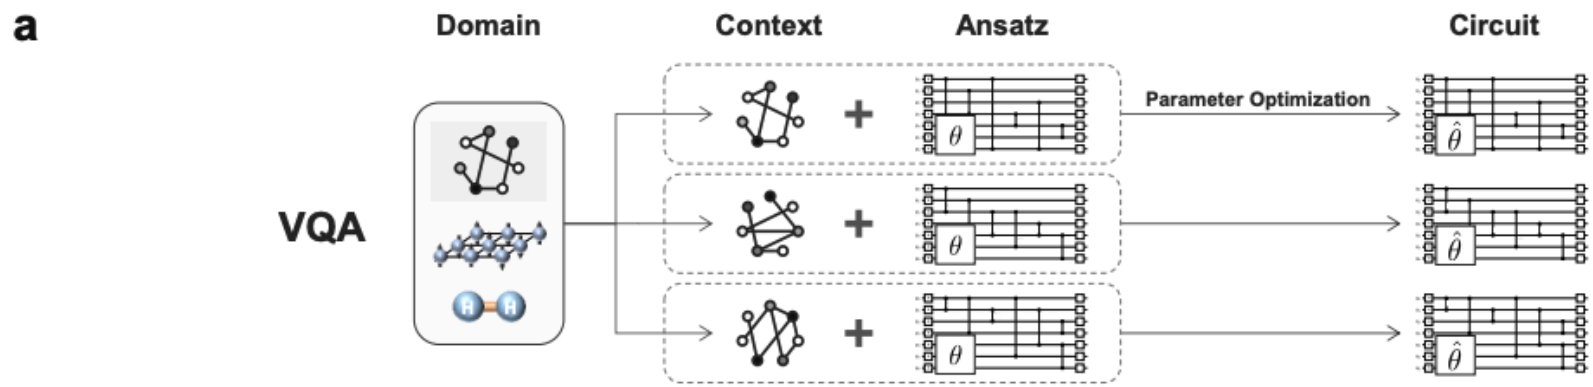 a
Domain
Context
Ansatz
Circuit
+
θ
Parameter Optimization
θ̂
VQA
+
θ
θ̂
H H
+
θ
θ̂